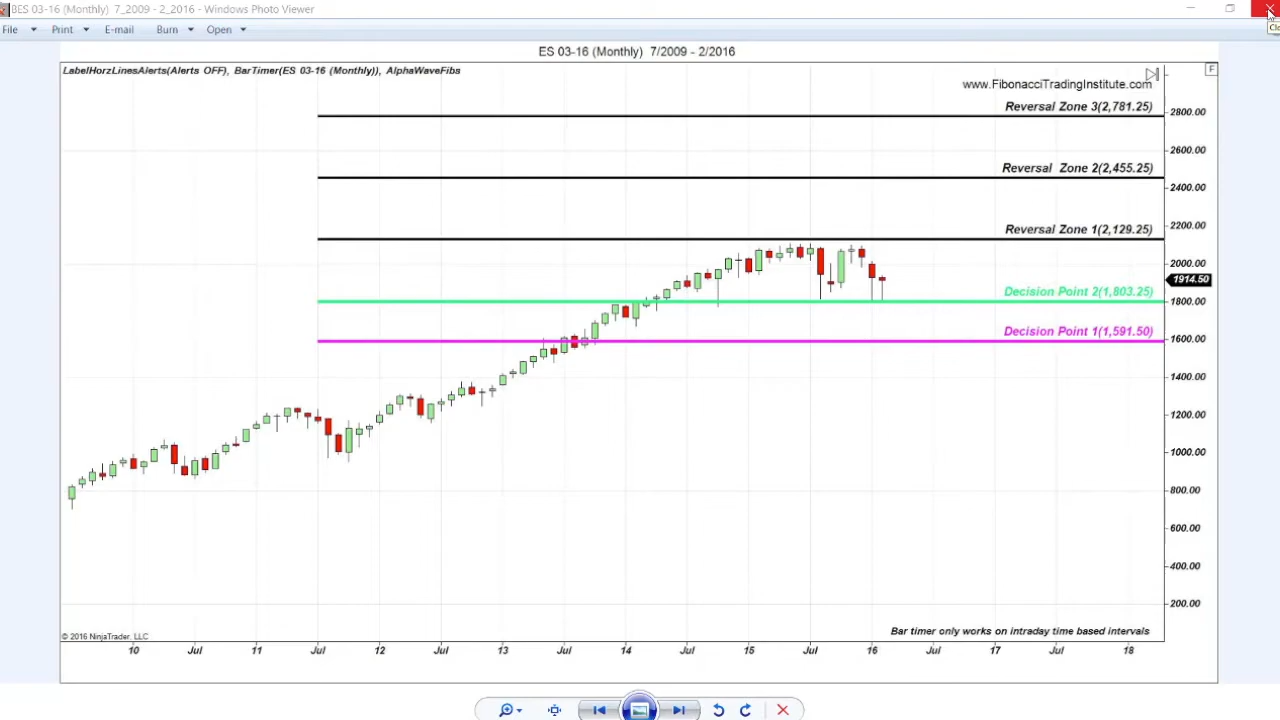 BES 03-16 (Monthly) 7_2009 - 2_2016 - Windows Photo Viewer
File Print E-mail Burn Open
ES 03-16 (Monthly) 7/2009 - 2/2016
LabelHorzLinesAlerts(Alerts OFF), BarTimer(ES 03-16 (Monthly)), AlphaWaveFibs
F
www.FibonacciTradingInstitute.com
Reversal Zone 3(2,781.25)
2800.00
2600.00
Reversal Zone 2(2,455.25)
2400.00
2200.00
Reversal Zone 1(2,129.25)
2000.00
1914.50
Decision Point 2(1,803.25)
1800.00
Decision Point 1(1,591.50)
1600.00
1400.00
1200.00
1000.00
800.00
600.00
400.00
200.00
Bar timer only works on intraday time based intervals
© 2016 NinjaTrader, LLC
10 Jul 11 Jul 12 Jul 13 Jul 14 Jul 15 Jul 16 Jul 17 Jul 18